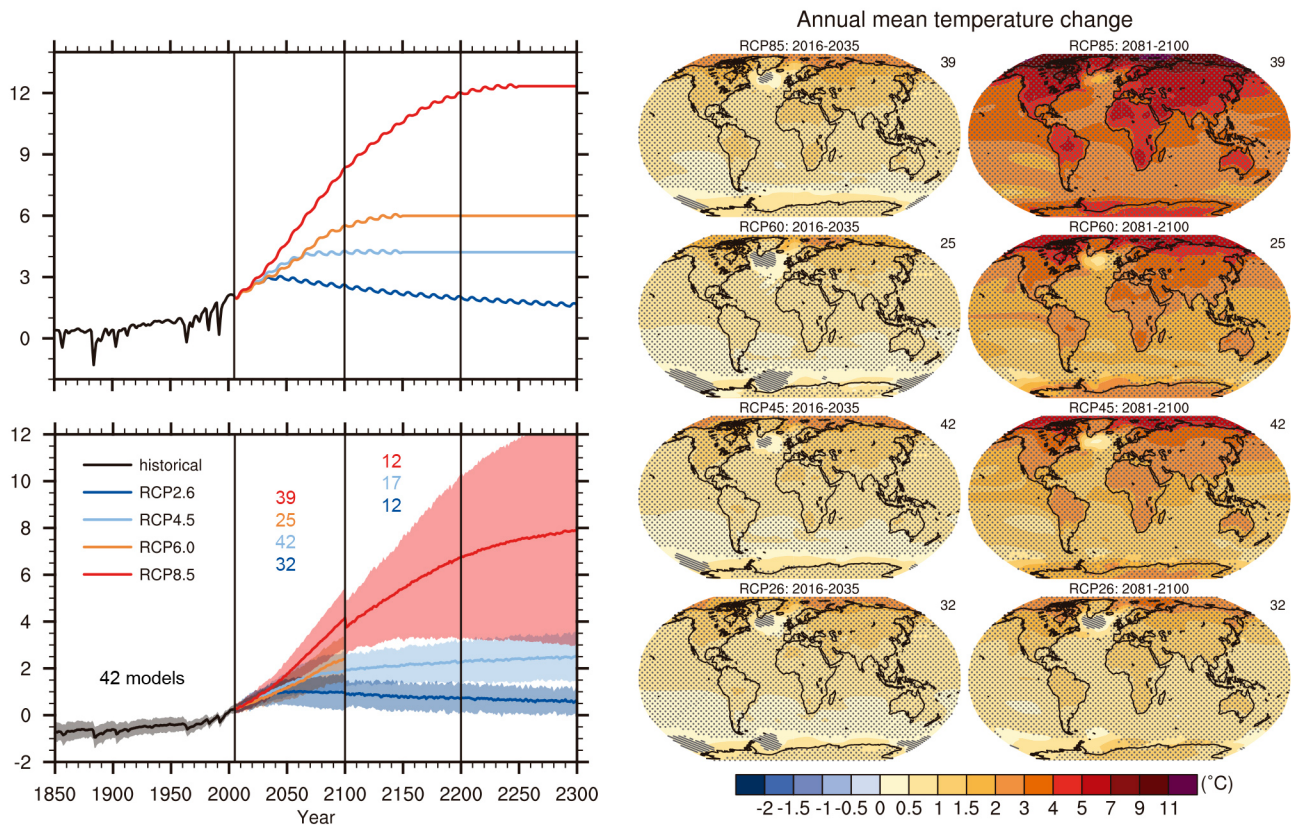 12
9
6
3
0
12
10
8
6
4
2
0
-2
historical
RCP2.6
RCP4.5
RCP6.0
RCP8.5
42 models
39
25
42
32
12
17
12
1850 1900 1950 2000 2050 2100 2150 2200 2250 2300
Year
Annual mean temperature change
RCP85: 2016-2035 39
RCP85: 2081-2100 39
RCP60: 2016-2035 25
RCP60: 2081-2100 25
RCP45: 2016-2035 42
RCP45: 2081-2100 42
RCP26: 2016-2035 32
RCP26: 2081-2100 32
(°C)
-2 -1.5 -1 -0.5 0 0.5 1 1.5 2 3 4 5 7 9 11